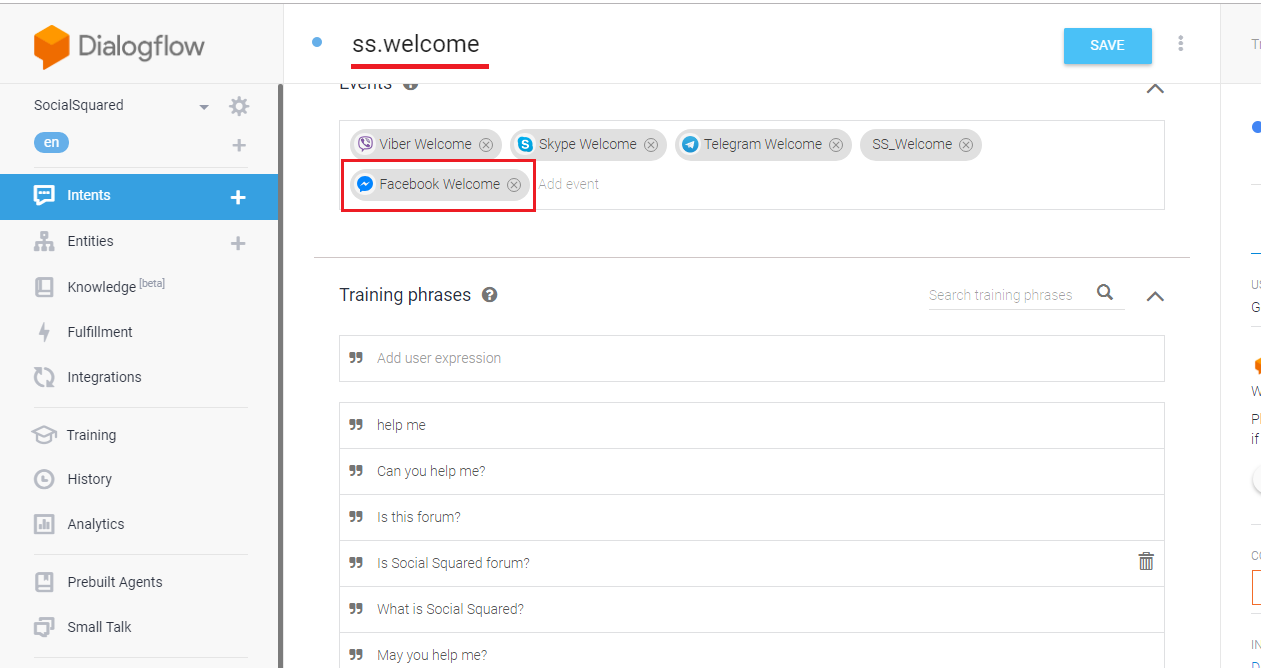 Dialogflow
ss.welcome
SAVE
SocialSquared
en
Intents
Entities
Knowledge [beta]
Fulfillment
Integrations
Training
History
Analytics
Prebuilt Agents
Small Talk
Events
Viber Welcome
Skype Welcome
Telegram Welcome
SS_Welcome
Facebook Welcome
Add event
Training phrases
Search training phrases
Add user expression
help me
Can you help me?
Is this forum?
Is Social Squared forum?
What is Social Squared?
May you help me?
if